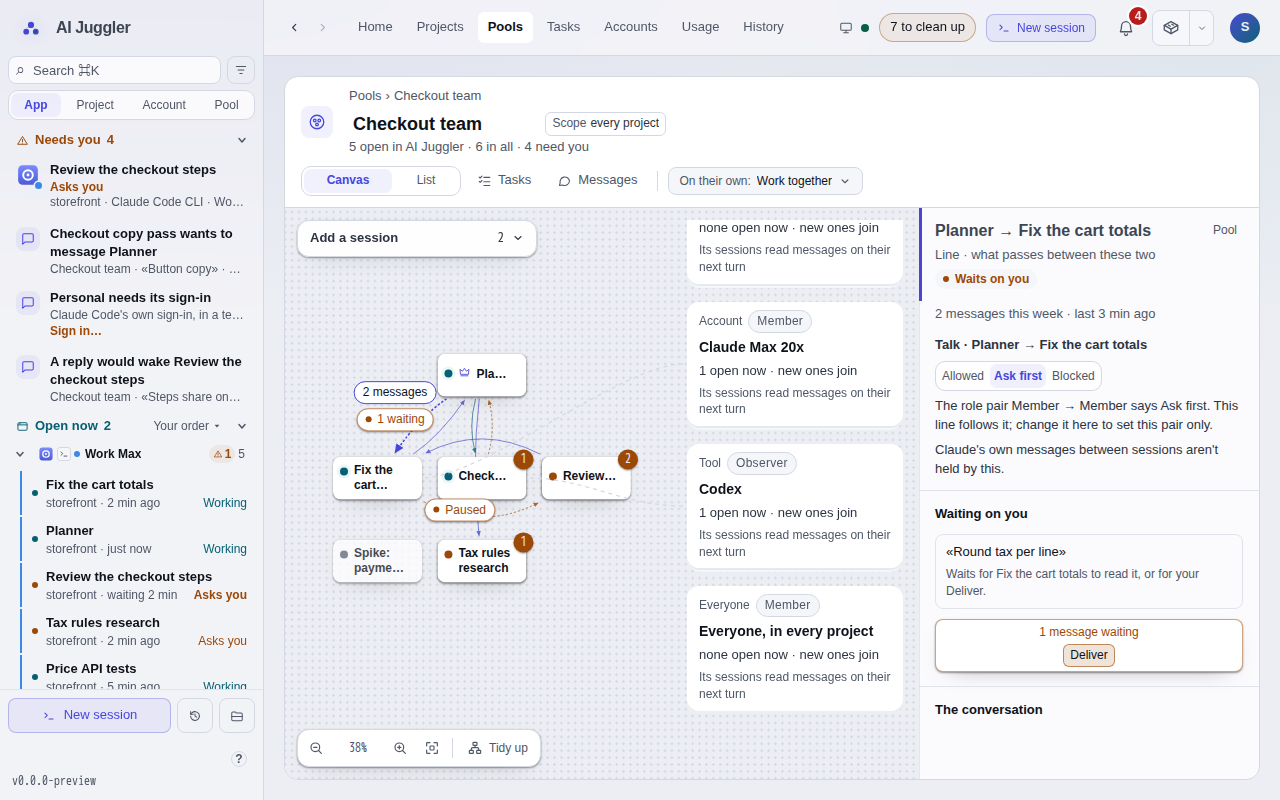 AI Juggler
Search ⌘K
App Project Account Pool
Needs you 4
Review the checkout steps
Asks you
storefront · Claude Code CLI · Wo…
Checkout copy pass wants to
message Planner
Checkout team · «Button copy» · …
Personal needs its sign-in
Claude Code's own sign-in, in a te…
Sign in…
A reply would wake Review the
checkout steps
Checkout team · «Steps share on…
Open now 2 Your order
Work Max 1 5
Fix the cart totals
storefront · 2 min ago Working
Planner
storefront · just now Working
Review the checkout steps
storefront · waiting 2 min Asks you
Tax rules research
storefront · 2 min ago Asks you
Price API tests
storefront · 5 min ago Working
New session
?
v0.0.0-preview
Home Projects Pools Tasks Accounts Usage History
7 to clean up
New session
4
S
Pools › Checkout team
Checkout team
Scope every project
5 open in AI Juggler · 6 in all · 4 need you
Canvas List Tasks Messages
On their own: Work together
Add a session 2
Pla…
2 messages
1 waiting
Fix the
cart…
Check…
1
Review…
2
Paused
Spike:
payme…
Tax rules
research
1
38%
Tidy up
none open now · new ones join
Its sessions read messages on their
next turn
Account Member
Claude Max 20x
1 open now · new ones join
Its sessions read messages on their
next turn
Tool Observer
Codex
1 open now · new ones join
Its sessions read messages on their
next turn
Everyone Member
Everyone, in every project
none open now · new ones join
Its sessions read messages on their
next turn
Planner → Fix the cart totals Pool
Line · what passes between these two
Waits on you
2 messages this week · last 3 min ago
Talk · Planner → Fix the cart totals
Allowed Ask first Blocked
The role pair Member → Member says Ask first. This
line follows it; change it here to set this pair only.
Claude's own messages between sessions aren't
held by this.
Waiting on you
«Round tax per line»
Waits for Fix the cart totals to read it, or for your
Deliver.
1 message waiting
Deliver
The conversation